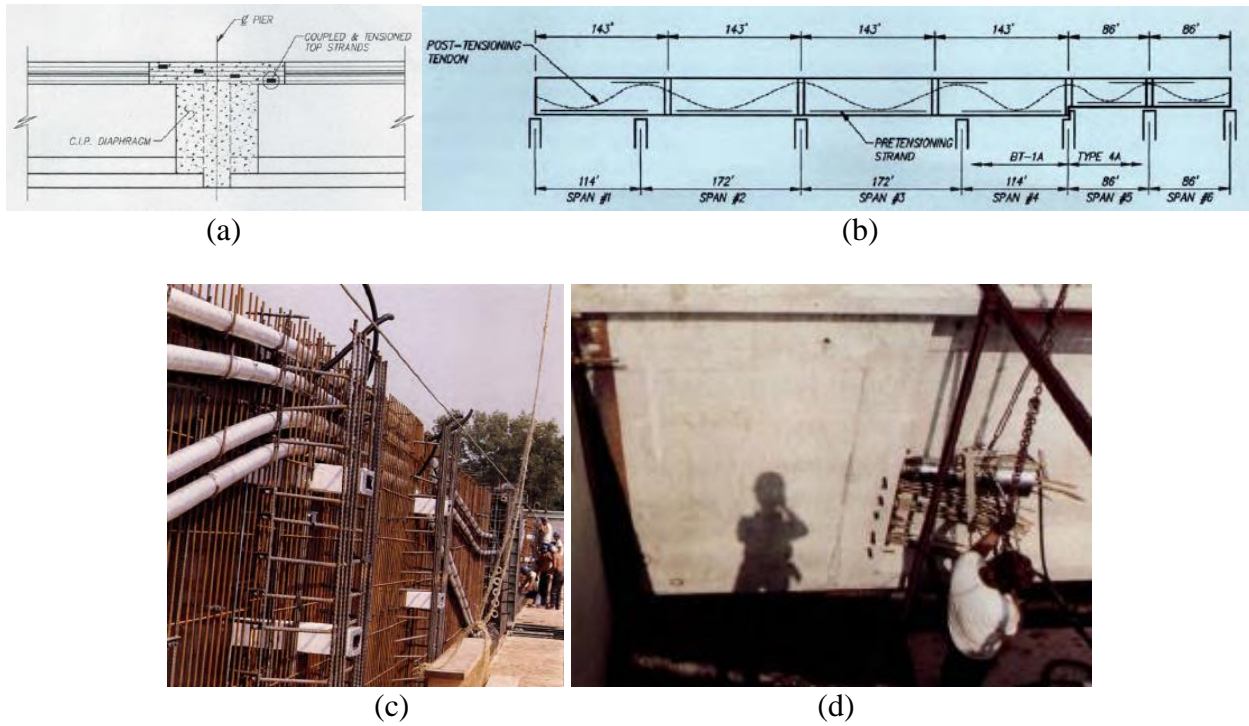 ℄ PIER
COUPLED & TENSIONED
TOP STRANDS
C.I.P. DIAPHRAGM
(a)
143' 143' 143' 143' 86' 86'
POST-TENSIONING
TENDON
PRETENSIONING
STRAND
BT-1A TYPE 4A
114' 172' 172' 114' 86' 86'
SPAN #1 SPAN #2 SPAN #3 SPAN #4 SPAN #5 SPAN #6
(b)
(c) (d)